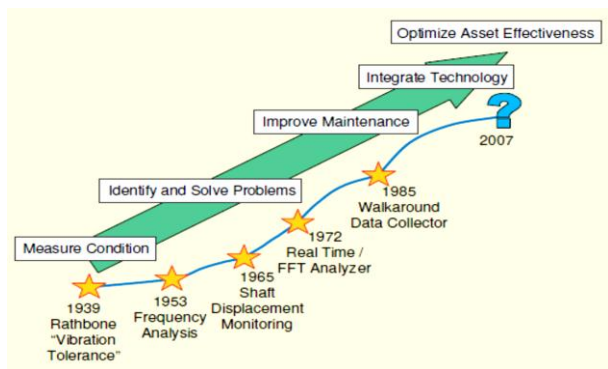 Optimize Asset Effectiveness
Integrate Technology
?
2007
Improve Maintenance
Identify and Solve Problems
1985
Walkaround
Data Collector
Measure Condition
1972
Real Time /
FFT Analyzer
1965
Shaft
Displacement
Monitoring
1953
Frequency
Analysis
1939
Rathbone
“Vibration
Tolerance”